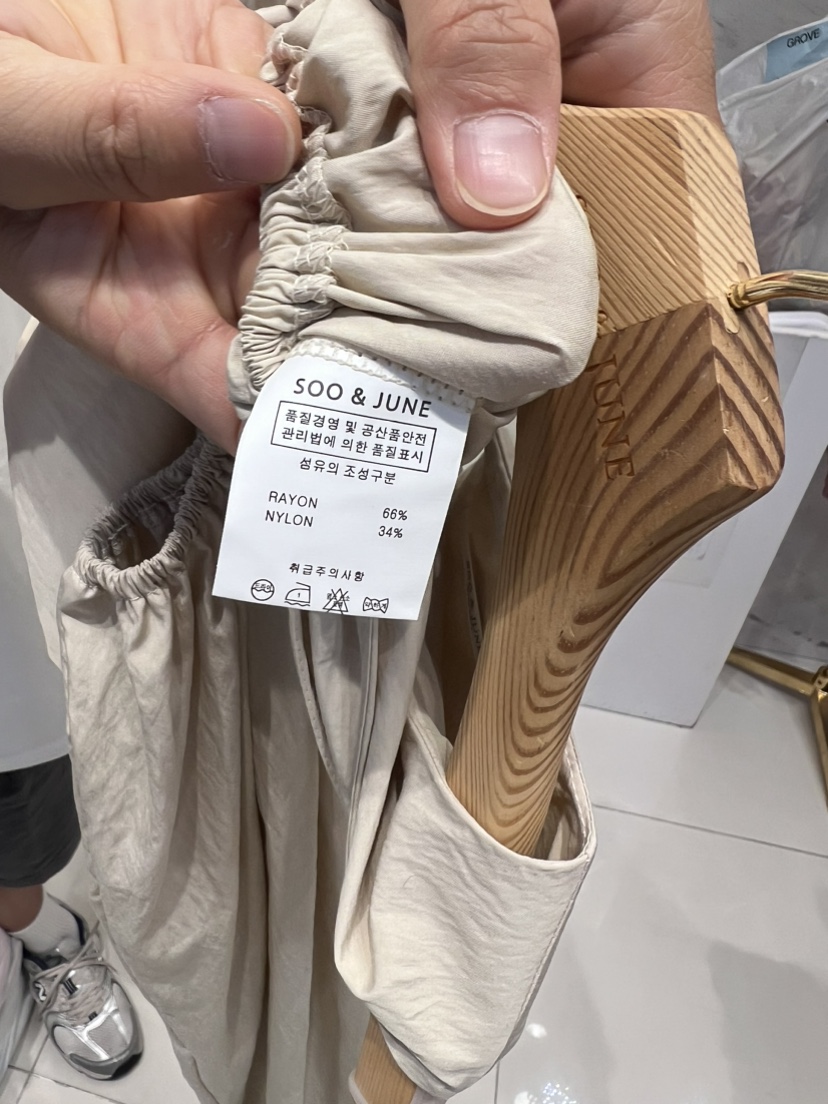 GROVE
SOO & JUNE
품질경영 및 공산품안전
관리법에 의한 품질표시
섬유의 조성구분
RAYON 66%
NYLON 34%
취급주의사항
JUNE